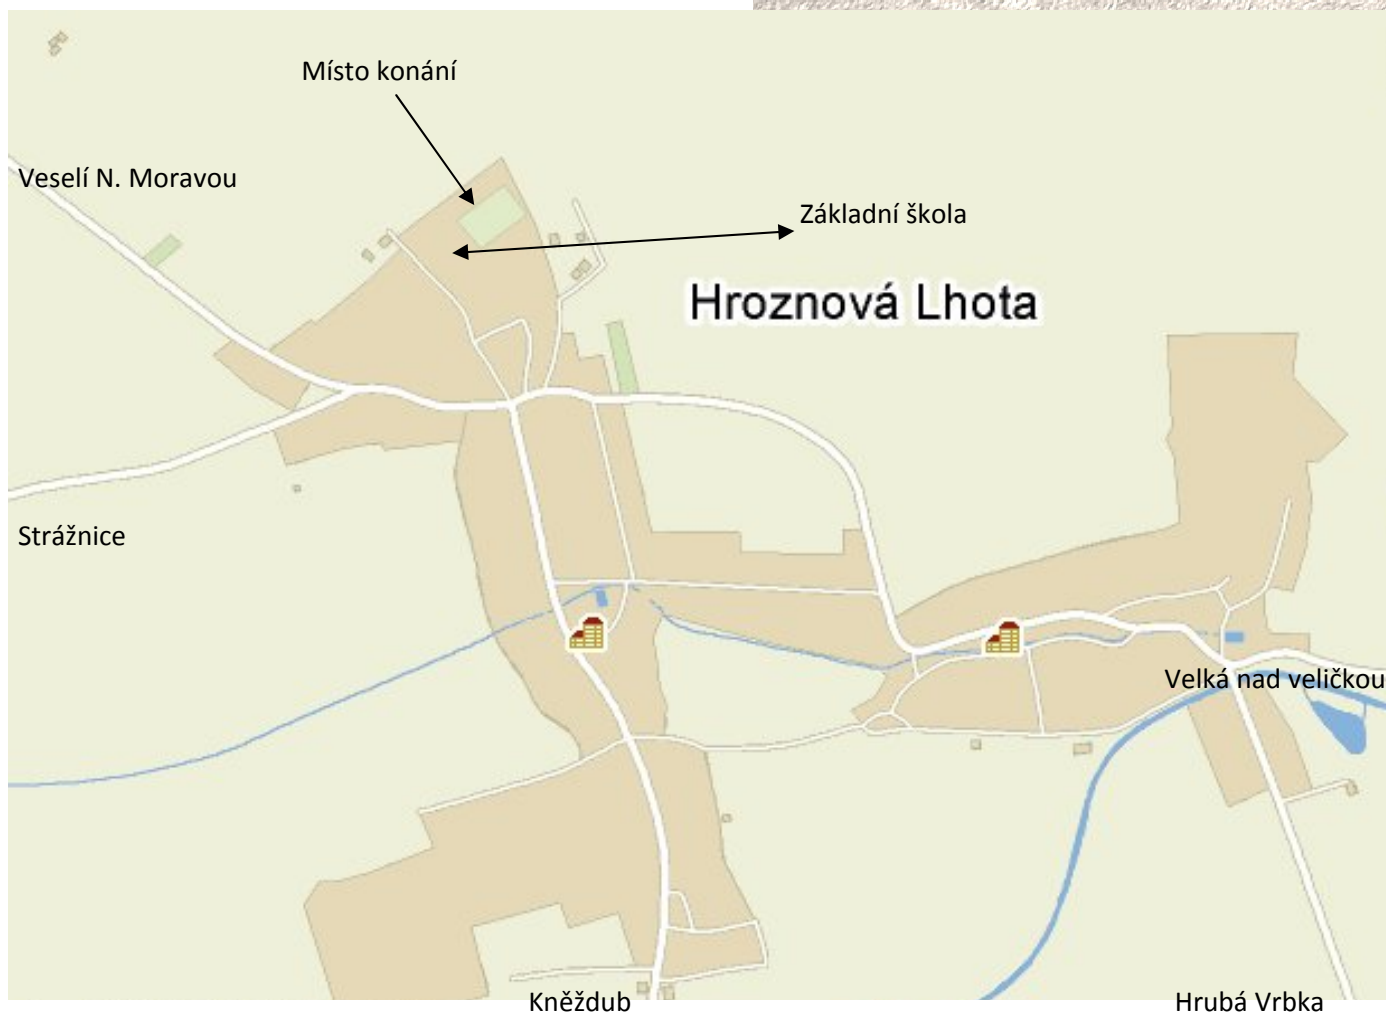 Místo konání
Veselí N. Moravou
Základní škola
Hroznová Lhota
Strážnice
Velká nad veličkou
Kněždub
Hrubá Vrbka